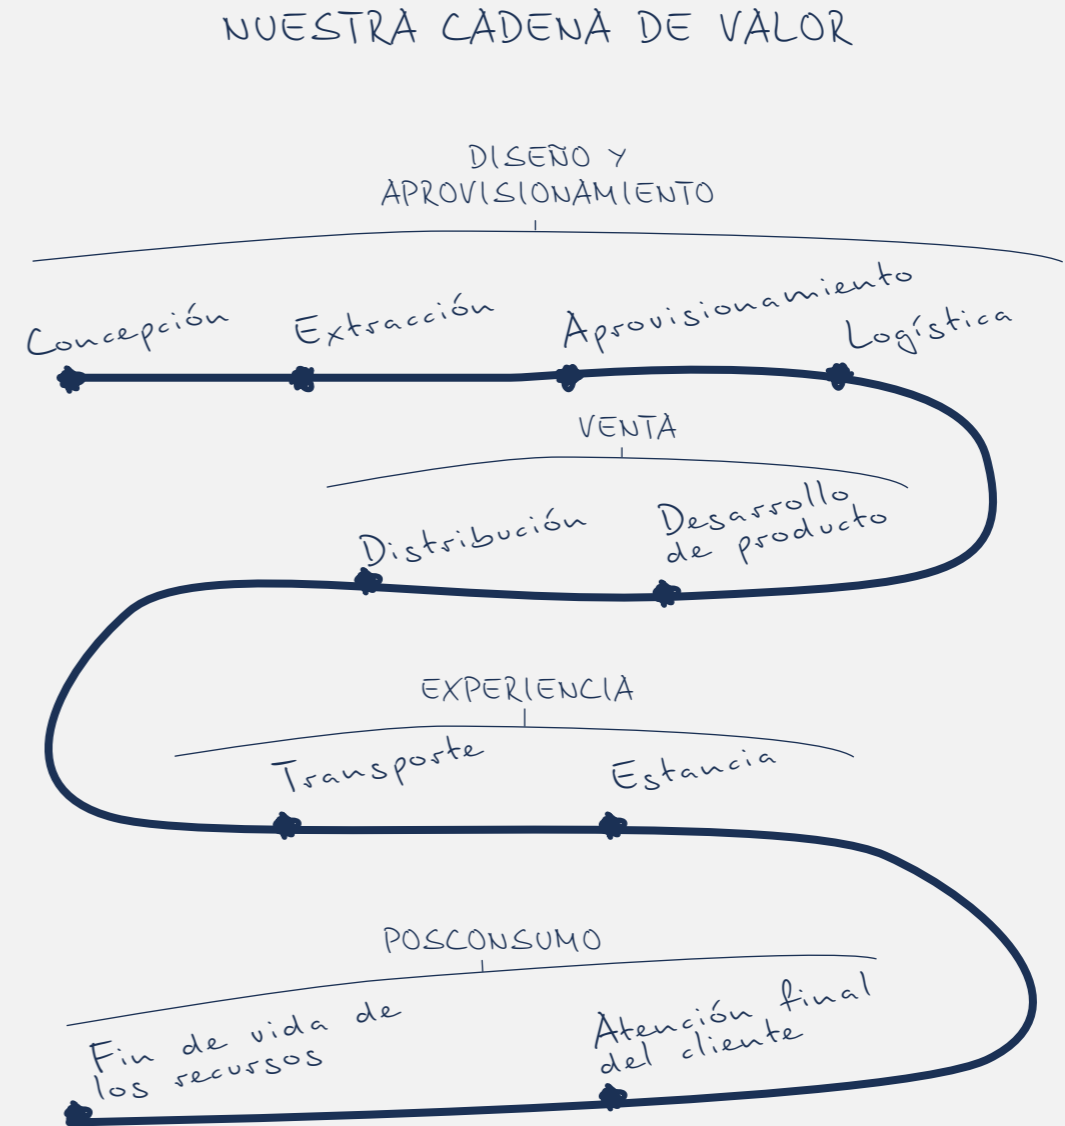 NUESTRA CADENA DE VALOR
DISEÑO Y
APROVISIONAMIENTO
Concepción
Extracción
Aprovisionamiento
Logística
VENTA
Distribución
Desarrollo
de producto
EXPERIENCIA
Transporte
Estancia
POSCONSUMO
Fin de vida de
los recursos
Atención final
del cliente